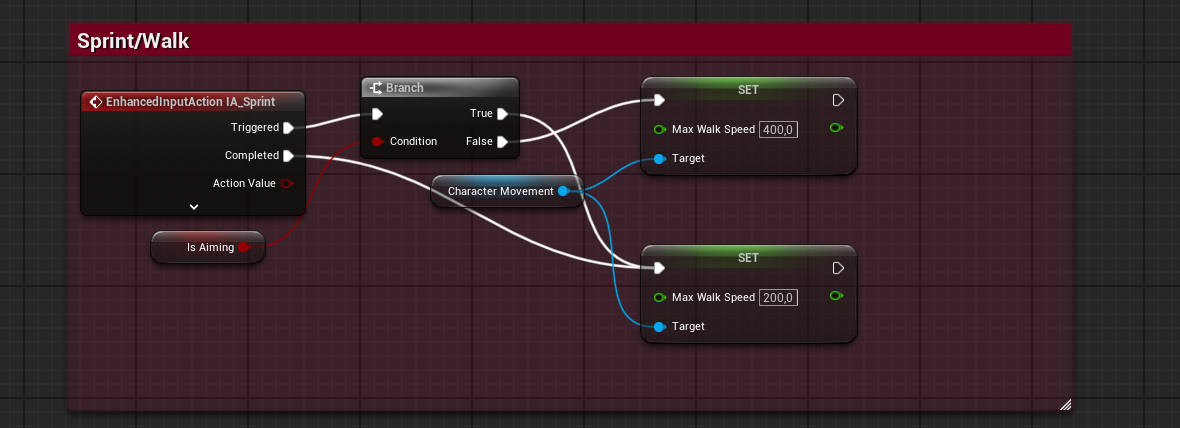 Sprint/Walk
EnhancedInputAction IA_Sprint
Triggered
Completed
Action Value
Is Aiming
Branch
True
Condition
False
Character Movement
SET
Max Walk Speed 400,0
Target
SET
Max Walk Speed 200,0
Target